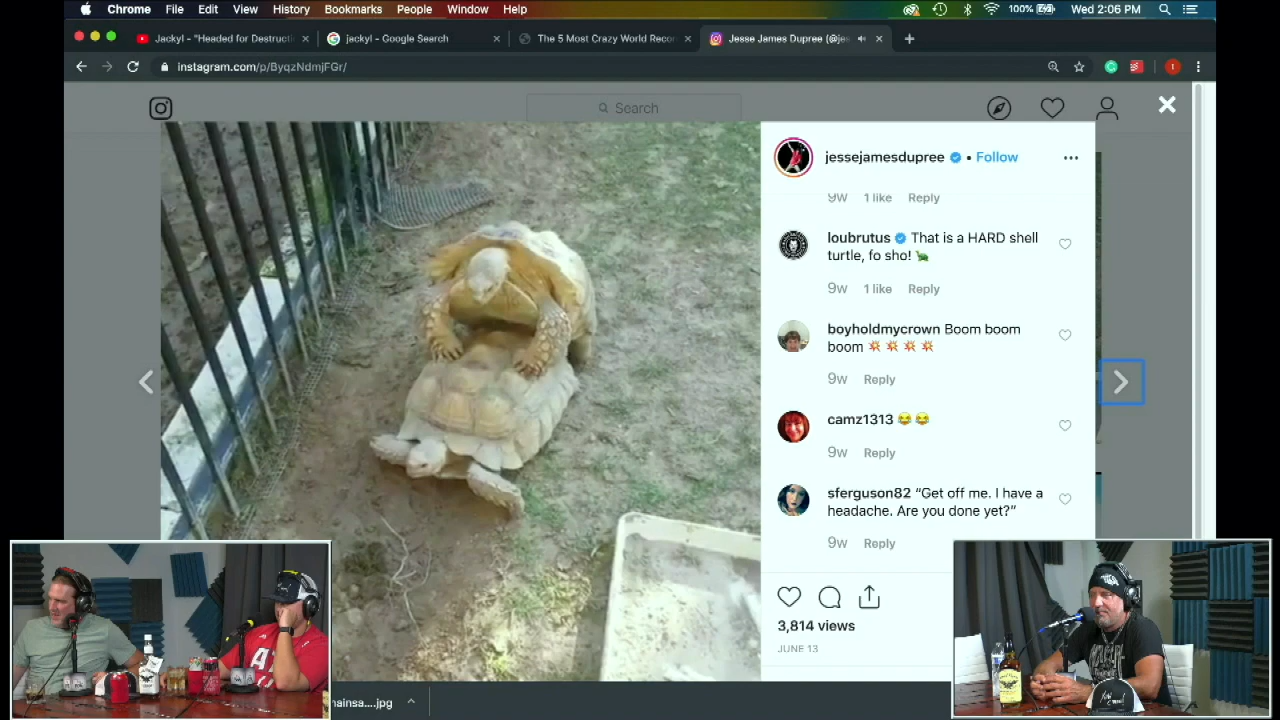 Chrome File Edit View History Bookmarks People Window Help 100% Wed 2:06 PM
Jackyl - "Headed for Destructi jackyl - Google Search The 5 Most Crazy World Recor Jesse James Dupree (@jes
instagram.com/p/ByqzNdmjFGr/
Search
jessejamesdupree • Follow
9w 1 like Reply
loubrutus That is a HARD shell
turtle, fo sho! 🐢
9w 1 like Reply
boyholdmycrown Boom boom
boom 💥 💥 💥 💥
9w Reply
camz1313 😂 😂
9w Reply
sferguson82 “Get off me. I have a
headache. Are you done yet?”
9w Reply
3,814 views
JUNE 13
ainsa....jpg